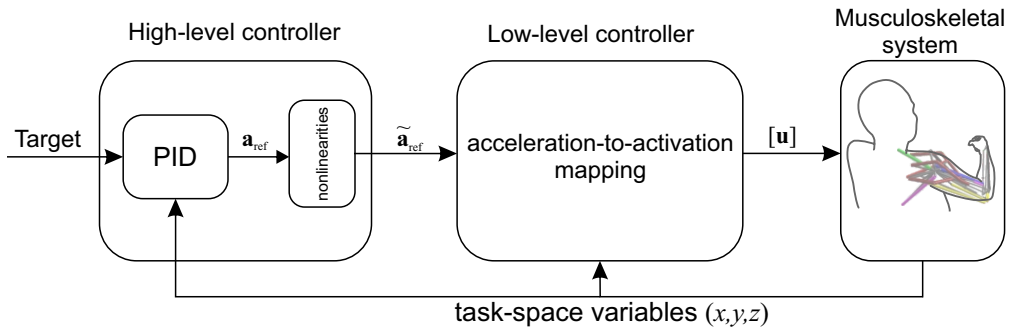 High-level controller
Low-level controller
Musculoskeletal
system
Target
PID
a_ref
nonlinearities
ã_ref
acceleration-to-activation
mapping
[u]
task-space variables (x,y,z)